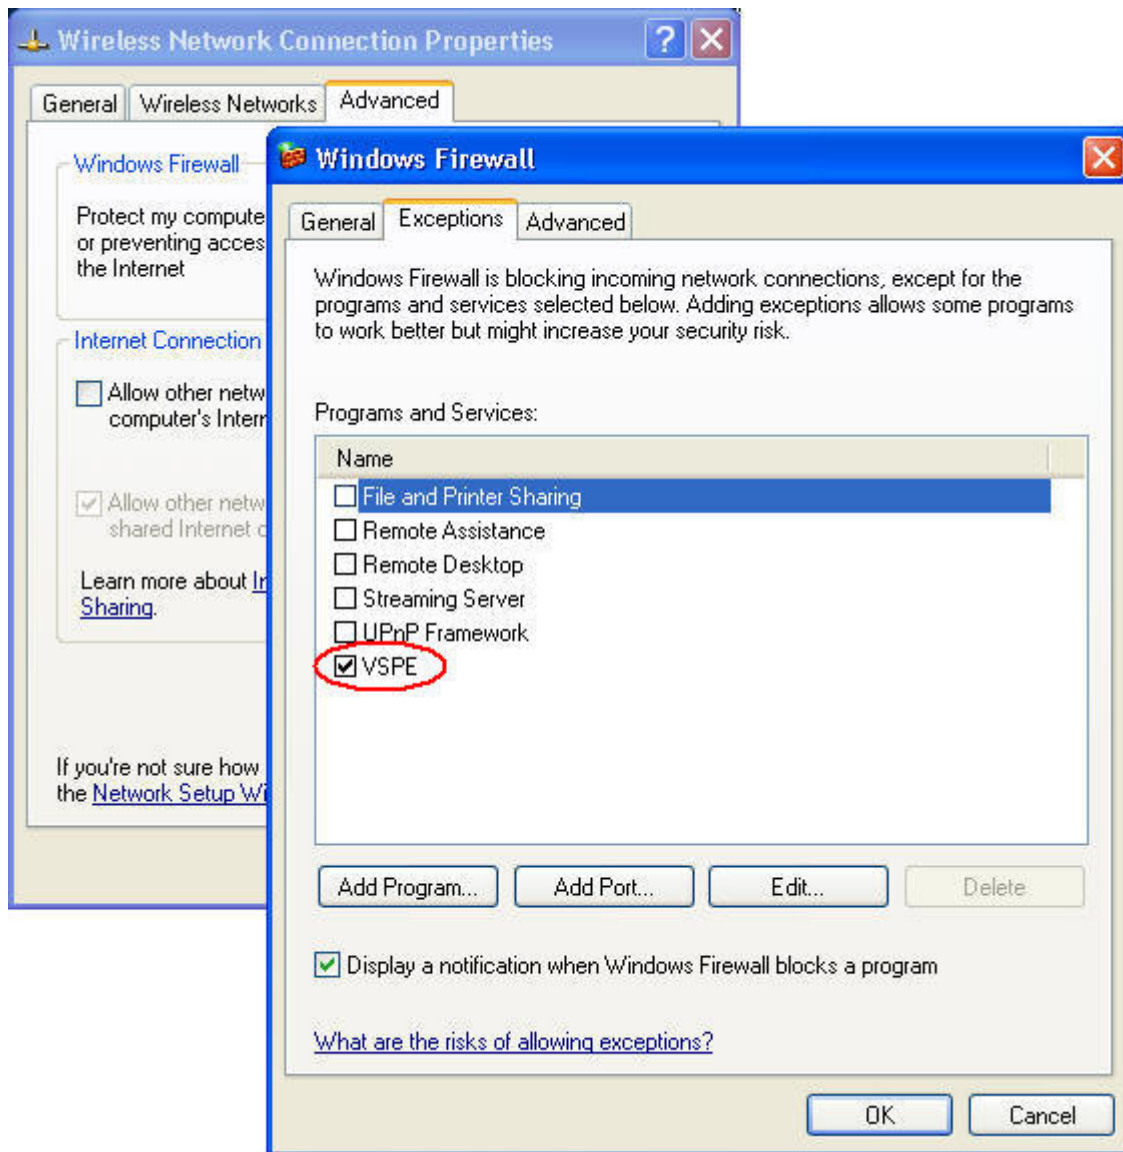 Wireless Network Connection Properties
General Wireless Networks Advanced
Windows Firewall
Protect my compute
or preventing acces
the Internet
Internet Connection
Allow other netw
computer's Intern
Allow other netw
shared Internet
Learn more about
Sharing.
If you're not sure how
the Network Setup Wi
Windows Firewall
General Exceptions Advanced
Windows Firewall is blocking incoming network connections, except for the
programs and services selected below. Adding exceptions allows some programs
to work better but might increase your security risk.
Programs and Services:
Name
File and Printer Sharing
Remote Assistance
Remote Desktop
Streaming Server
UPnP Framework
VSPE
Add Program... Add Port... Edit... Delete
Display a notification when Windows Firewall blocks a program
What are the risks of allowing exceptions?
OK Cancel